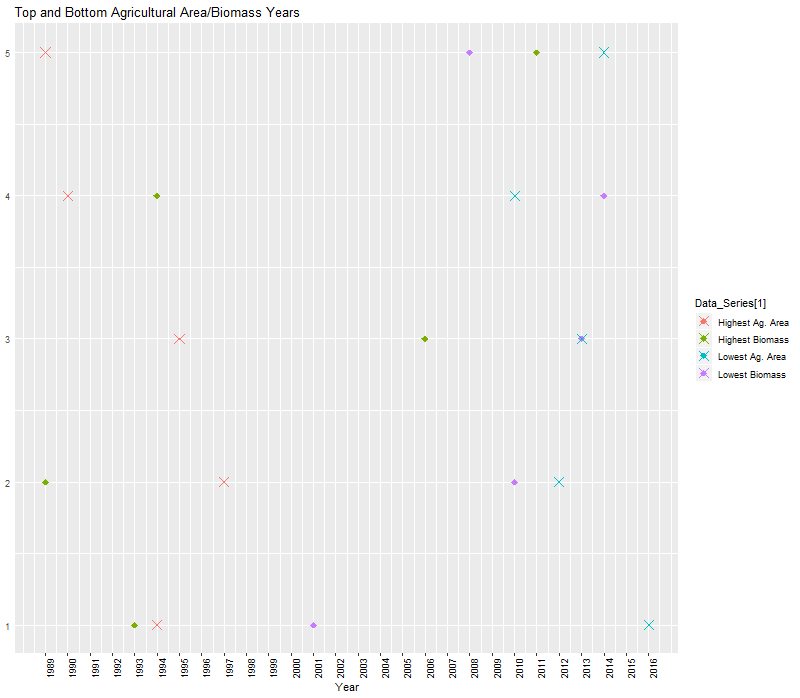 Top and Bottom Agricultural Area/Biomass Years
5
4
3
2
1
1989 1990 1991 1992 1993 1994 1995 1996 1997 1998 1999 2000 2001 2002 2003 2004 2005 2006 2007 2008 2009 2010 2011 2012 2013 2014 2015 2016
Year
Data_Series[1]
Highest Ag. Area
Highest Biomass
Lowest Ag. Area
Lowest Biomass